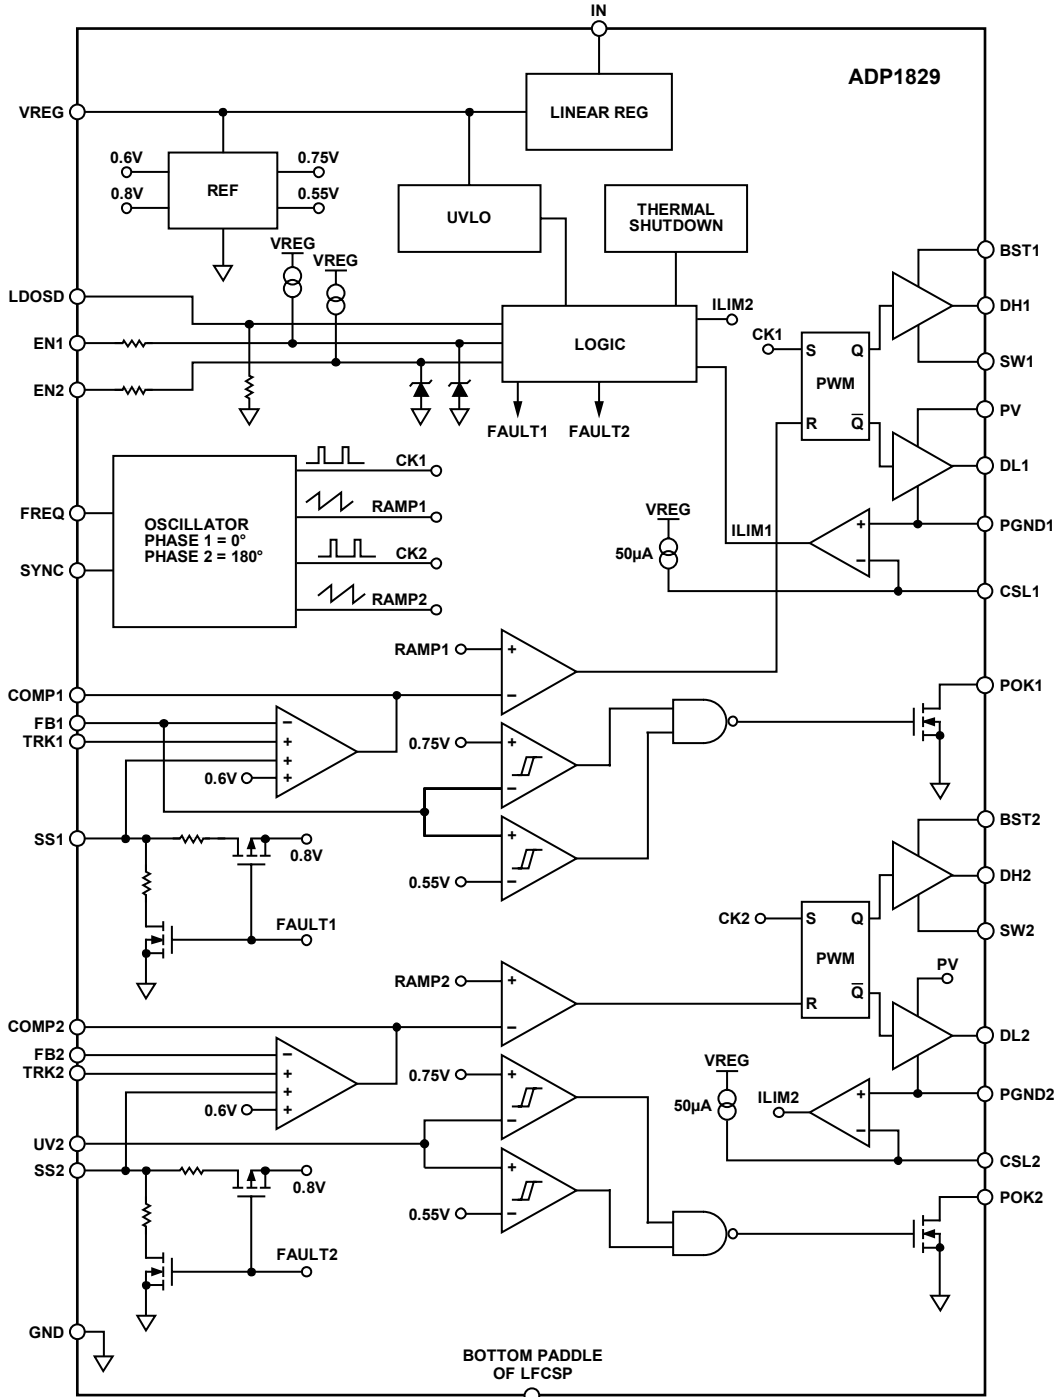 IN
ADP1829
VREG
LINEAR REG
0.6V
0.75V
REF
0.8V
0.55V
UVLO
THERMAL
SHUTDOWN
VREG
VREG
BST1
LDOSD
ILIM2
DH1
EN1
LOGIC
CK1
S
Q
EN2
PWM
SW1
FAULT1
FAULT2
R
Q
PV
CK1
DL1
FREQ
OSCILLATOR
PHASE 1 = 0°
PHASE 2 = 180°
RAMP1
VREG
ILIM1
+
PGND1
SYNC
CK2
50µA
−
RAMP2
CSL1
RAMP1
+
COMP1
−
POK1
FB1
−
TRK1
+
0.75V
+
+
0.6V
+
−
SS1
0.8V
+
BST2
0.55V
−
DH2
FAULT1
CK2
S
Q
SW2
PWM
PV
RAMP2
+
R
Q
COMP2
−
DL2
FB2
−
TRK2
+
0.75V
+
VREG
+
0.6V
+
50µA
ILIM2
+
PGND2
−
−
UV2
SS2
0.8V
+
CSL2
0.55V
−
POK2
FAULT2
GND
BOTTOM PADDLE
OF LFCSP